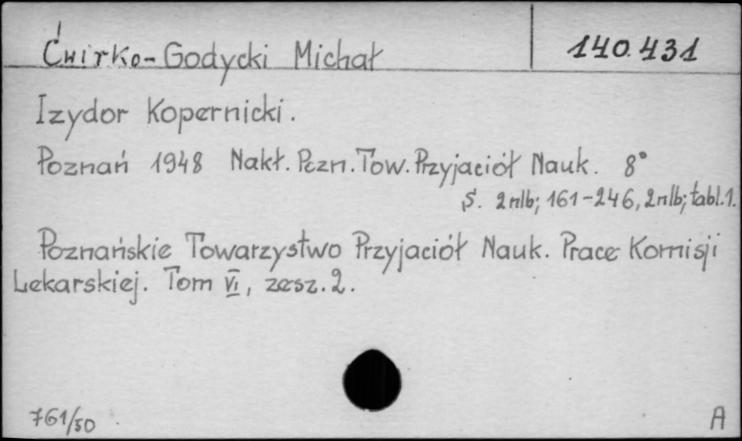 Ćwirko-Godycki Michał 140.431
Izydor Kopernicki.
Poznań 1948 Nakł. Pozn. Tow. Przyjaciół Nauk. 8°
S. 2 nlb; 161-246, 2 nlb; tabl. 1.
Poznańskie Towarzystwo Przyjaciół Nauk. Prace Komisji
Lekarskiej. Tom VI, zesz. 2.
761/50 A